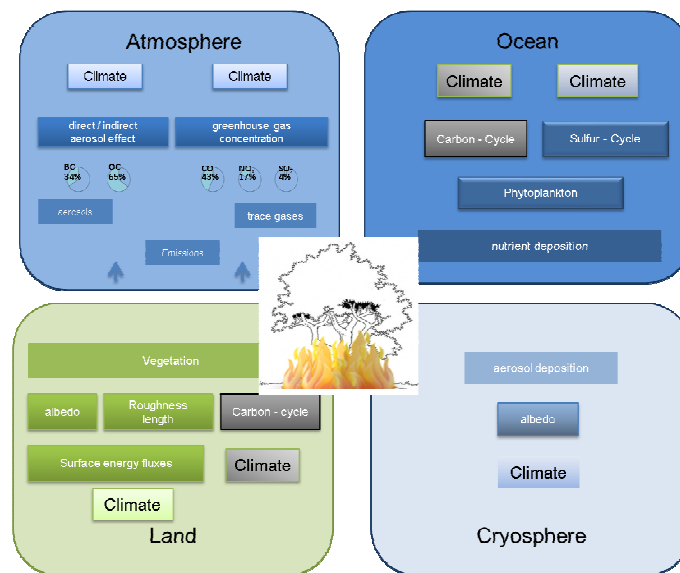 Atmosphere
Climate
Climate
direct / indirect
aerosol effect
greenhouse gas
concentration
BC
34%
OC
65%
CO
43%
NOx
17%
SO2
4%
aerosols
trace gases
Emissions
Ocean
Climate
Climate
Carbon - Cycle
Sulfur - Cycle
Phytoplankton
nutrient deposition
Vegetation
albedo
Roughness
length
Carbon - cycle
Surface energy fluxes
Climate
Climate
Land
aerosol deposition
albedo
Climate
Cryosphere